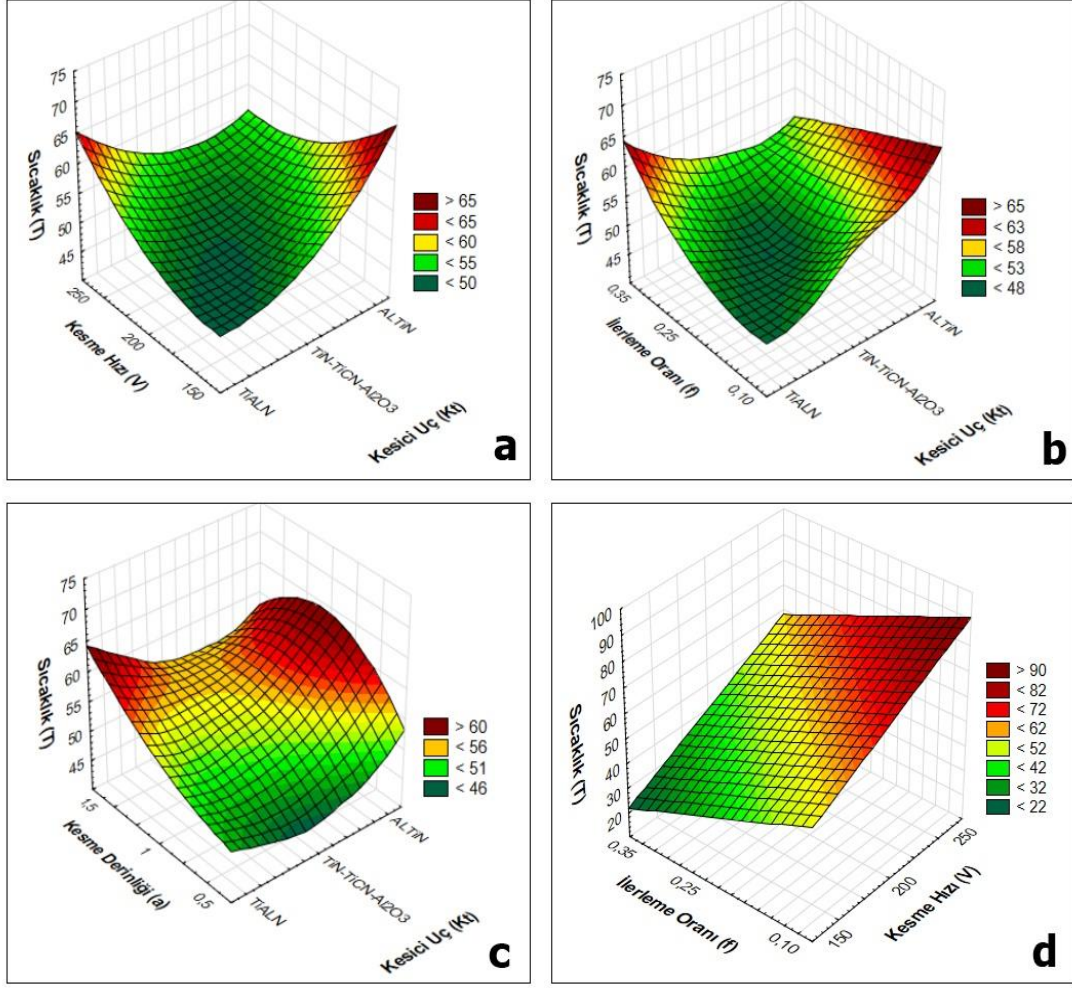 75
70
65
60
55
50
45
Sıcaklık (T)
250
200
150
Kesme Hızı (V)
TiALN
TiN-TiCN-Al2O3
ALTiN
Kesici Uç (Kt)
> 65
< 65
< 60
< 55
< 50
a
75
70
65
60
55
50
45
Sıcaklık (T)
0,35
0,25
0,10
İlerleme Oranı (f)
TiALN
TiN-TiCN-Al2O3
ALTiN
Kesici Uç (Kt)
> 65
< 63
< 58
< 53
< 48
b
75
70
65
60
55
50
45
Sıcaklık (T)
1,5
1
0,5
Kesme Derinliği (a)
TiALN
TiN-TiCN-Al2O3
ALTiN
Kesici Uç (Kt)
> 60
< 56
< 51
< 46
c
100
90
80
70
60
50
40
30
20
Sıcaklık (T)
0,35
0,25
0,10
İlerleme Oranı (f)
150
200
250
Kesme Hızı (V)
> 90
< 82
< 72
< 62
< 52
< 42
< 32
< 22
d